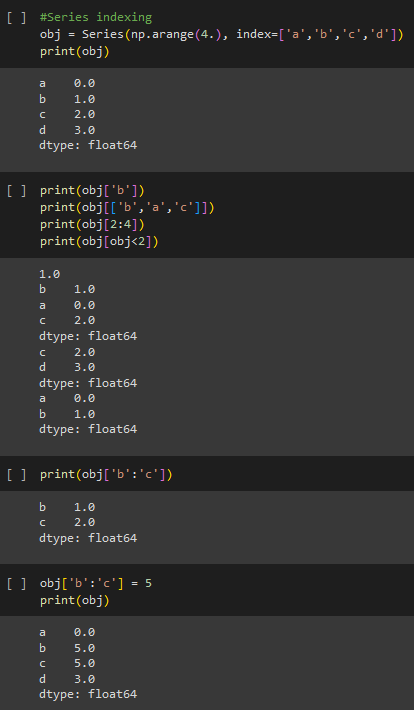 [ ] #Series indexing
obj = Series(np.arange(4.), index=['a','b','c','d'])
print(obj)
a    0.0
b    1.0
c    2.0
d    3.0
dtype: float64
[ ] print(obj['b'])
print(obj[['b','a','c']])
print(obj[2:4])
print(obj[obj<2])
1.0
b    1.0
a    0.0
c    2.0
dtype: float64
c    2.0
d    3.0
dtype: float64
a    0.0
b    1.0
dtype: float64
[ ] print(obj['b':'c'])
b    1.0
c    2.0
dtype: float64
[ ] obj['b':'c'] = 5
print(obj)
a    0.0
b    5.0
c    5.0
d    3.0
dtype: float64